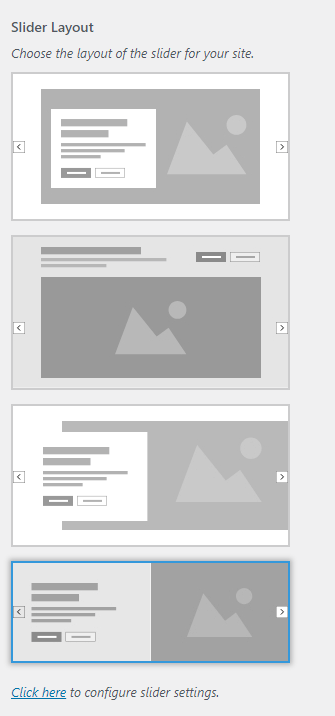 Slider Layout
Choose the layout of the slider for your site.
Click here to configure slider settings.